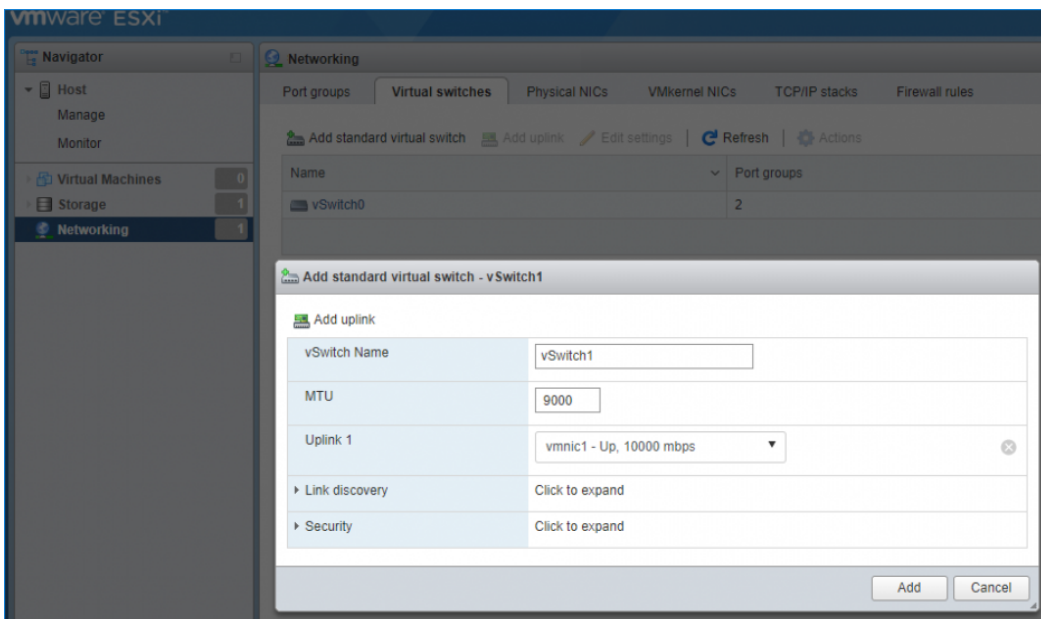 vmware ESXi™
Navigator
Networking
Host
Manage
Monitor
Virtual Machines 0
Storage 1
Networking 1
Port groups Virtual switches Physical NICs VMkernel NICs TCP/IP stacks Firewall rules
Add standard virtual switch Add uplink Edit settings Refresh Actions
Name Port groups
vSwitch0 2
Add standard virtual switch - vSwitch1
Add uplink
vSwitch Name vSwitch1
MTU 9000
Uplink 1 vmnic1 - Up, 10000 mbps
Link discovery Click to expand
Security Click to expand
Add Cancel